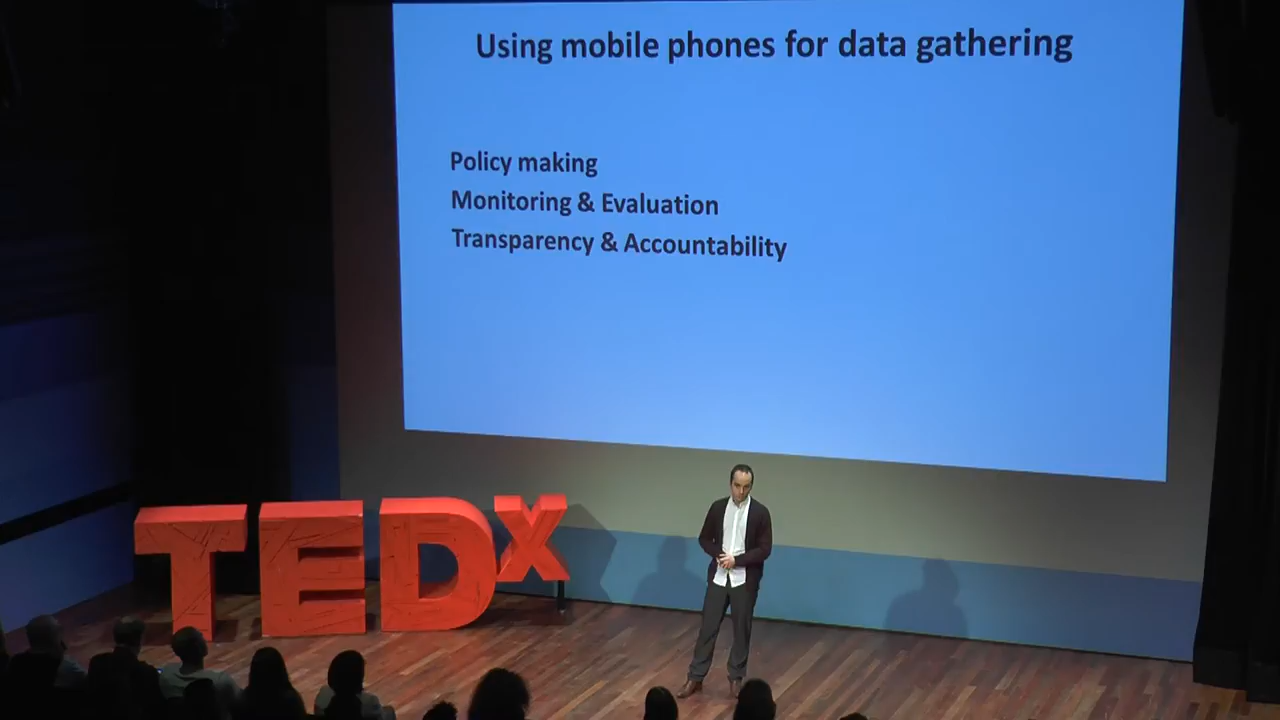 Using mobile phones for data gathering
Policy making
Monitoring & Evaluation
Transparency & Accountability
TEDx